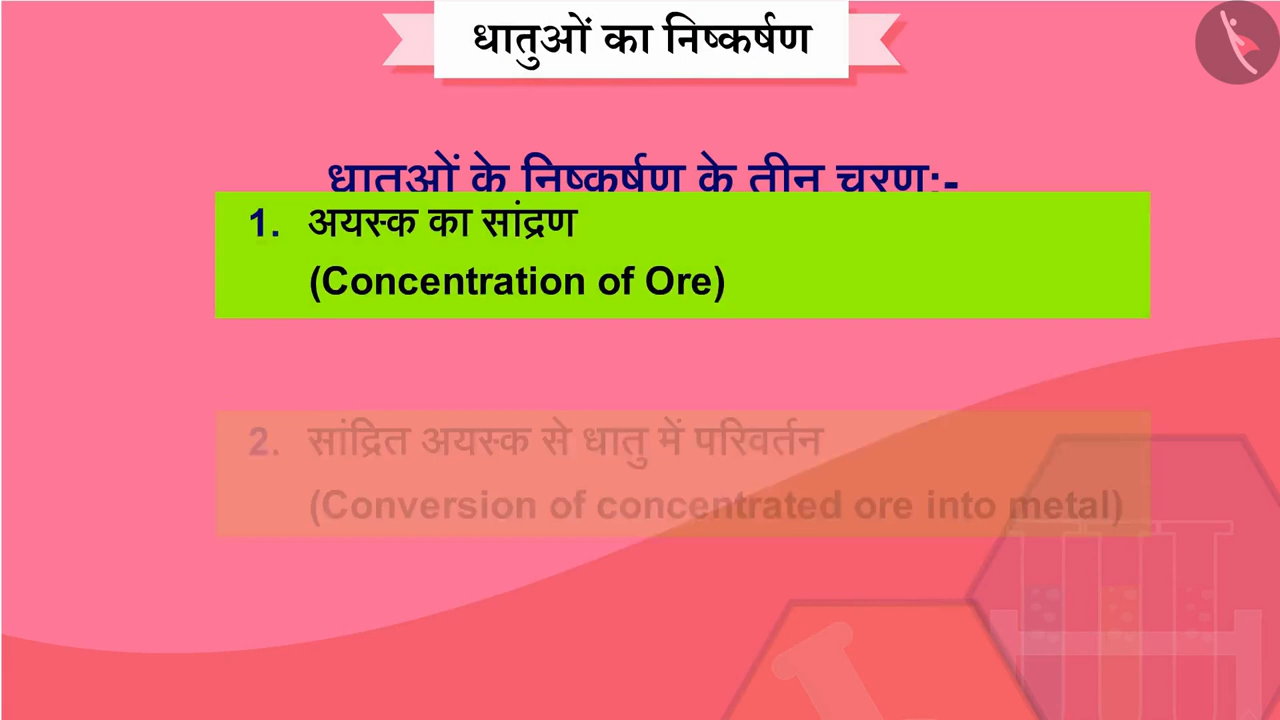 धातुओं का निष्कर्षण
धातुओं के निष्कर्षण के तीन चरण:-
1. अयस्क का सांद्रण
(Concentration of Ore)
2. सांद्रित अयस्क से धातु में परिवर्तन
(Conversion of concentrated ore into metal)